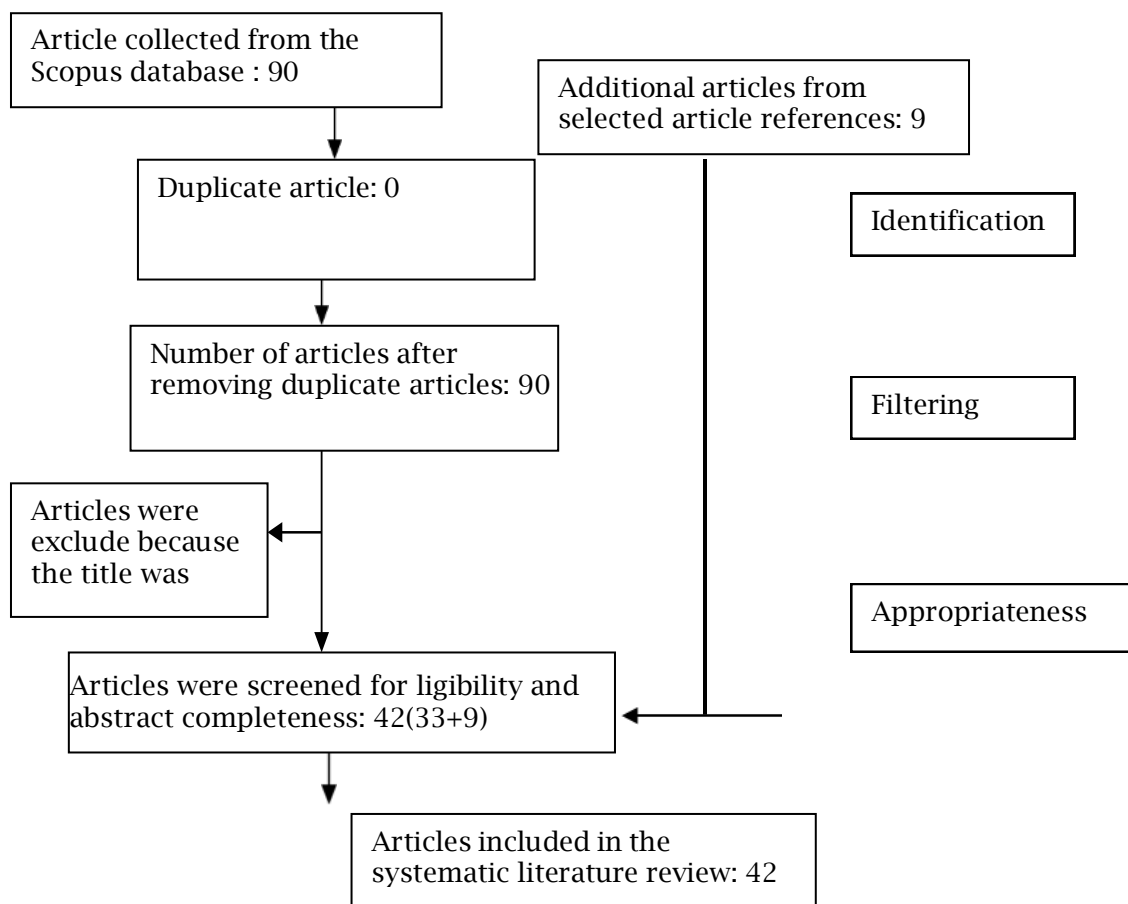 Article collected from the
Scopus database : 90
Additional articles from
selected article references: 9
Duplicate article: 0
Identification
Number of articles after
removing duplicate articles: 90
Filtering
Articles were
exclude because
the title was
Appropriateness
Articles were screened for ligibility and
abstract completeness: 42(33+9)
Articles included in the
systematic literature review: 42